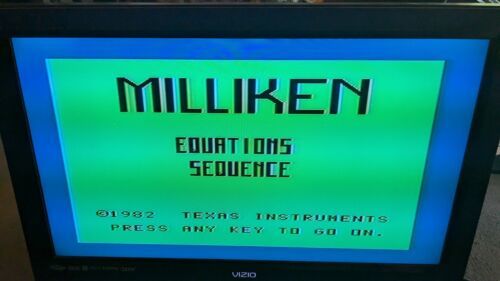 MILLIKEN
EQUATIONS
SEQUENCE
©1982 TEXAS INSTRUMENTS
PRESS ANY KEY TO GO ON.
VIZIO